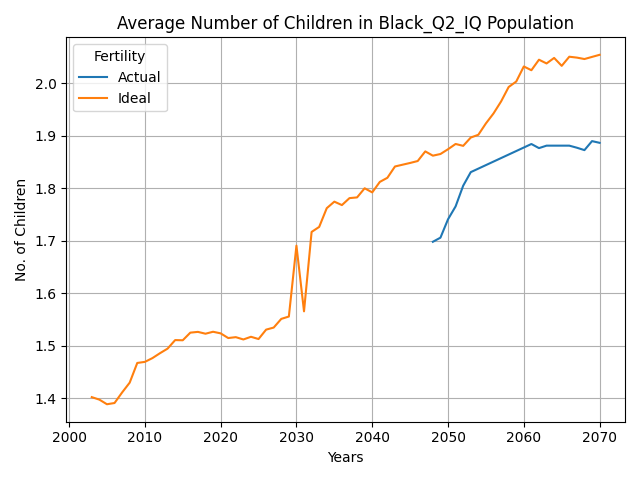 Average Number of Children in Black_Q2_IQ Population
Fertility
Actual
Ideal
No. of Children
2.0
1.9
1.8
1.7
1.6
1.5
1.4
2000 2010 2020 2030 2040 2050 2060 2070
Years